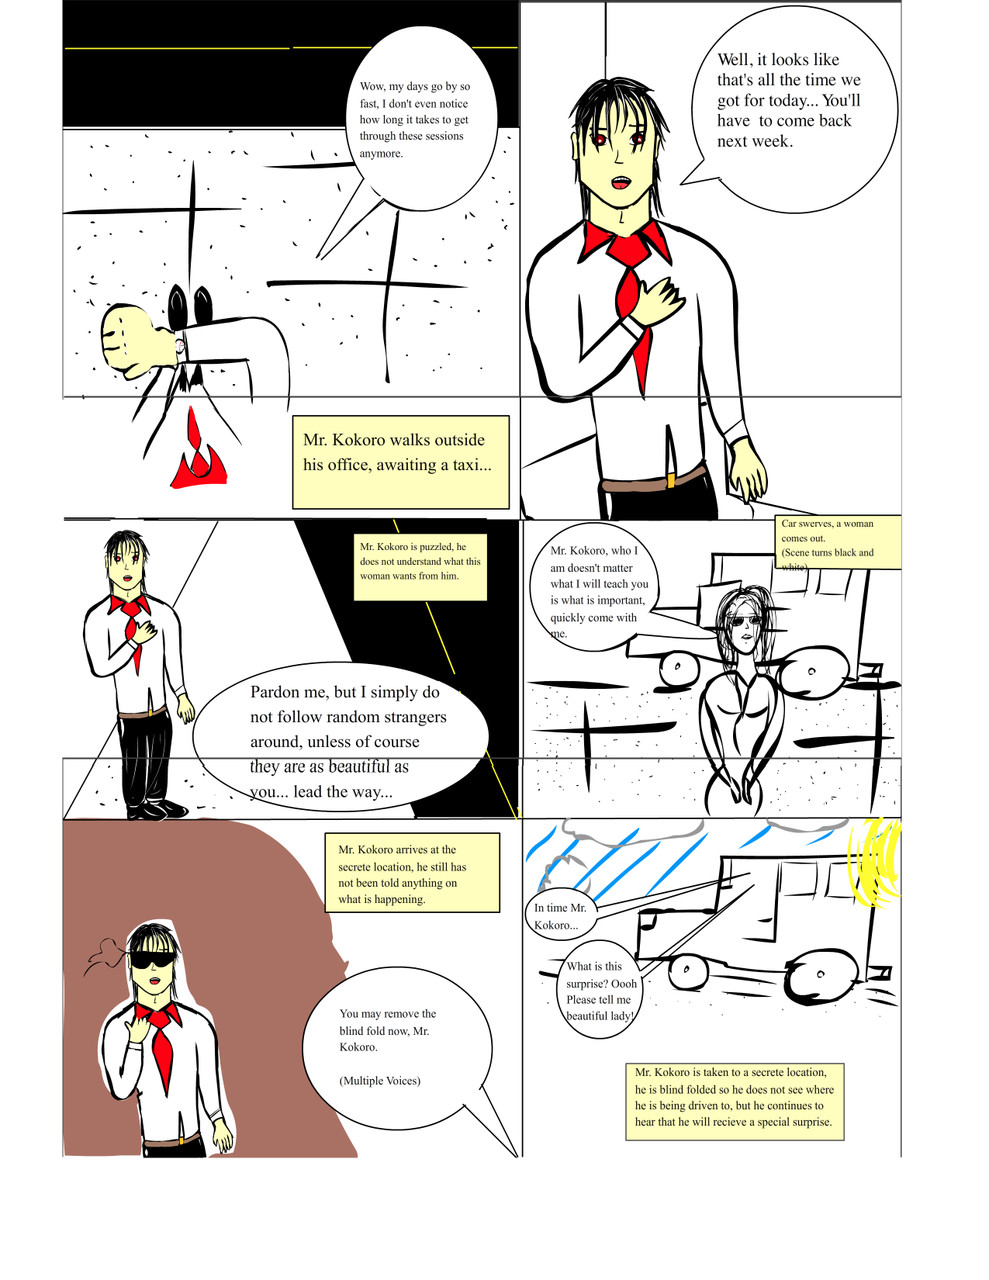 Well, it looks like
that's all the time we
got for today... You'll
have to come back
next week.
Wow, my days go by so
fast, I don't even notice
how long it takes to get
through these sessions
anymore.
Mr. Kokoro walks outside
his office, awaiting a taxi...
Car swerves, a woman
comes out.
(Scene turns black and
white)
Mr. Kokoro, who I
am doesn't matter
what I will teach you
is what is important,
quickly come with
me.
Mr. Kokoro is puzzled, he
does not understand what this
woman wants from him.
Pardon me, but I simply do
not follow random strangers
around, unless of course
they are as beautiful as
you... lead the way...
In time Mr.
Kokoro...
What is this
surprise? Oooh
Please tell me
beautiful lady!
Mr. Kokoro is taken to a secrete location,
he is blind folded so he does not see where
he is being driven to, but he continues to
hear that he will recieve a special surprise.
Mr. Kokoro arrives at the
secrete location, he still has
not been told anything on
what is happening.
You may remove the
blind fold now, Mr.
Kokoro.
(Multiple Voices)